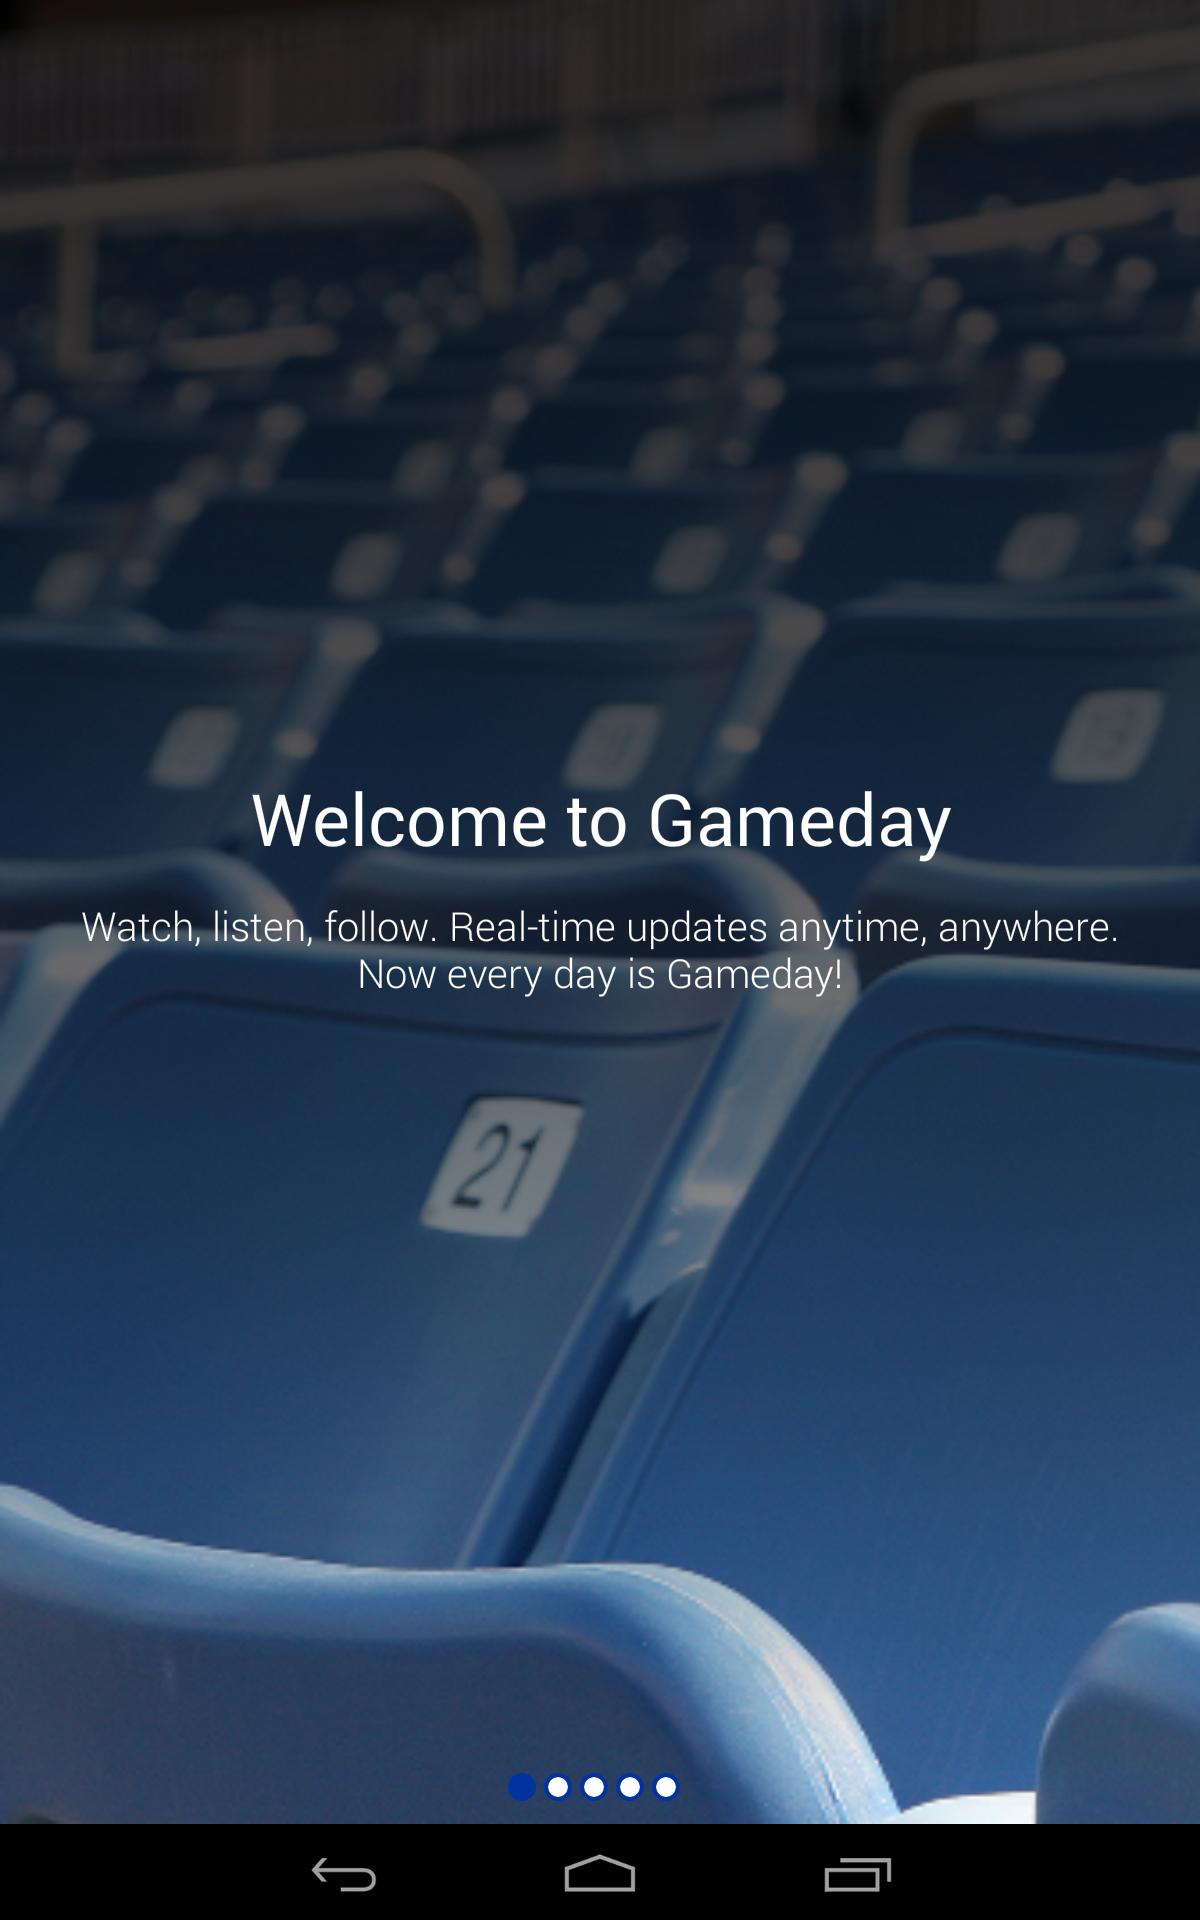 Welcome to Gameday
Watch, listen, follow. Real-time updates anytime, anywhere.
Now every day is Gameday!
21